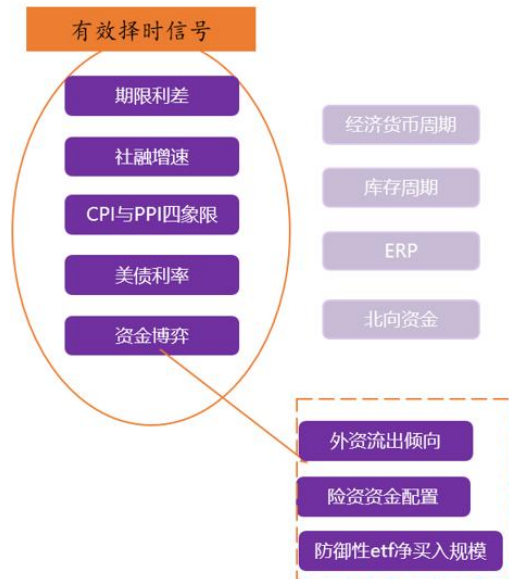 有效择时信号
期限利差
社融增速
CPI与PPI四象限
美债利率
资金博弈
经济货币周期
库存周期
ERP
北向资金
外资流出倾向
险资资金配置
防御性etf净买入规模